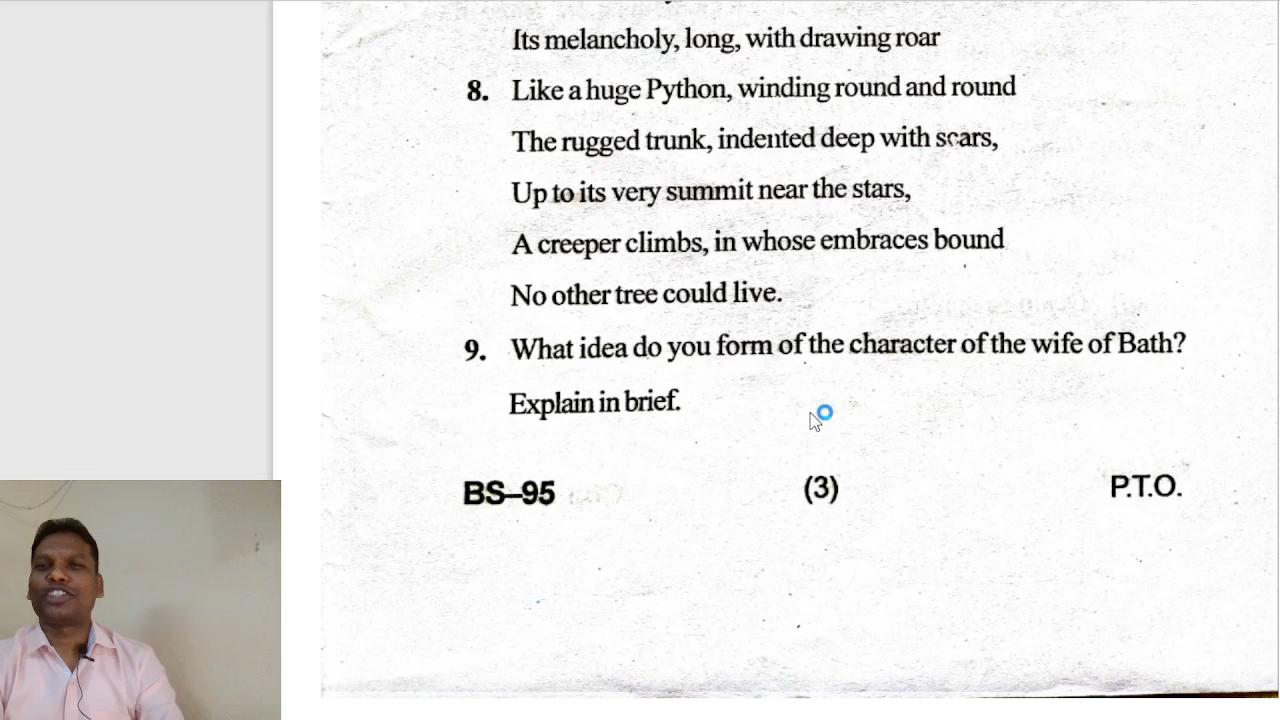 Its melancholy, long, with drawing roar
8. Like a huge Python, winding round and round
The rugged trunk, indented deep with scars,
Up to its very summit near the stars,
A creeper climbs, in whose embraces bound
No other tree could live.
9. What idea do you form of the character of the wife of Bath?
Explain in brief.
BS–95 (3) P.T.O.